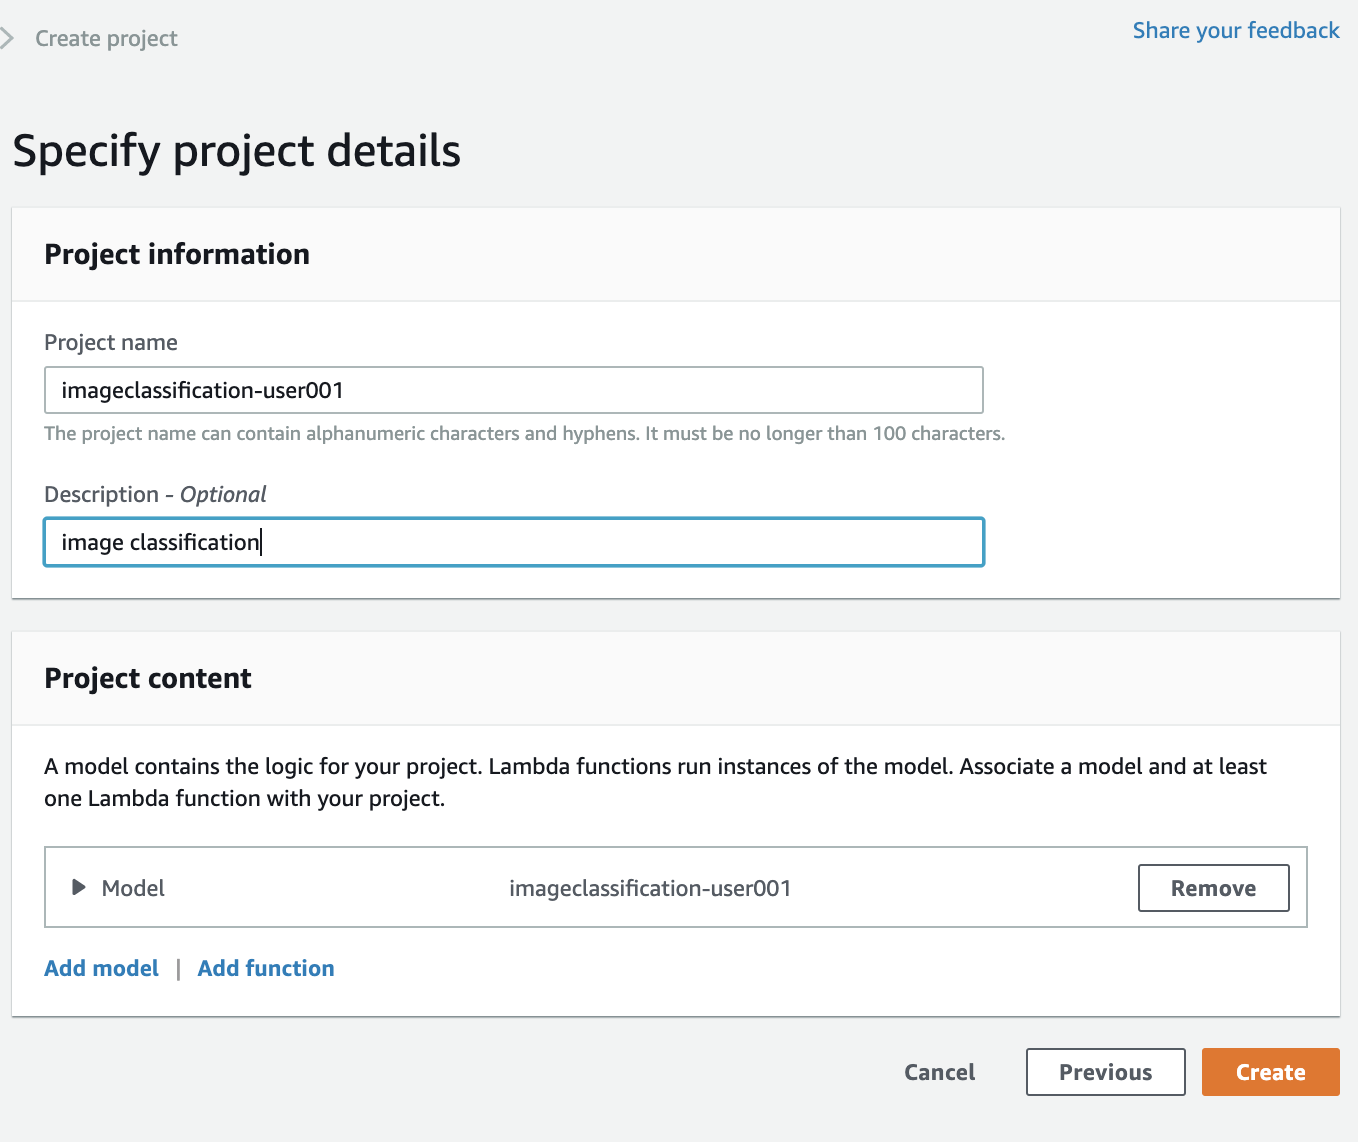 Create project
Share your feedback
Specify project details
Project information
Project name
imageclassification-user001
The project name can contain alphanumeric characters and hyphens. It must be no longer than 100 characters.
Description - Optional
image classification
Project content
A model contains the logic for your project. Lambda functions run instances of the model. Associate a model and at least
one Lambda function with your project.
Model imageclassification-user001 Remove
Add model | Add function
Cancel Previous Create